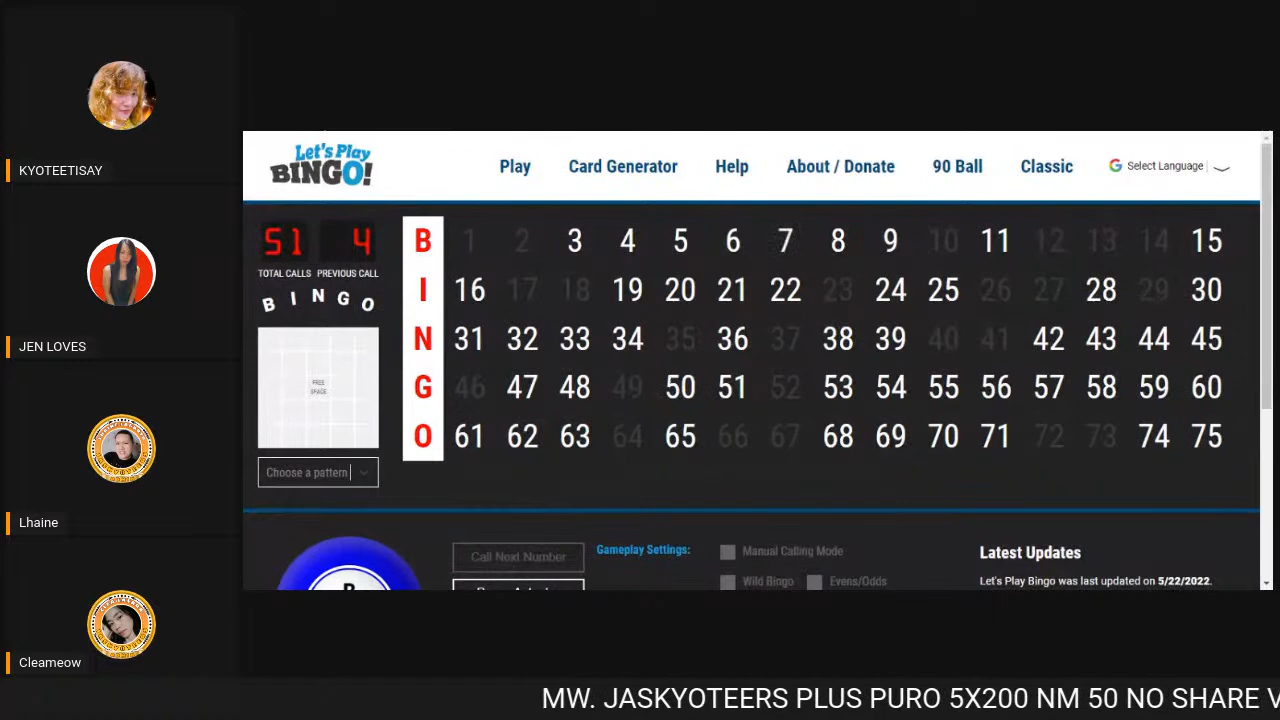 KYOTEETISAY
JEN LOVES
Lhaine
Cleameow
Let's Play
BINGO!
Play Card Generator Help About / Donate 90 Ball Classic Select Language
51 4
TOTAL CALLS PREVIOUS CALL
B I N G O
FREE
SPACE
Choose a pattern
B 1 2 3 4 5 6 7 8 9 10 11 12 13 14 15
I 16 17 18 19 20 21 22 23 24 25 26 27 28 29 30
N 31 32 33 34 35 36 37 38 39 40 41 42 43 44 45
G 46 47 48 49 50 51 52 53 54 55 56 57 58 59 60
O 61 62 63 64 65 66 67 68 69 70 71 72 73 74 75
B
Call Next Number
Gameplay Settings:
Manual Calling Mode
Wild Bingo Evens/Odds
Latest Updates
Let's Play Bingo was last updated on 5/22/2022.
MW. JASKYOTEERS PLUS PURO 5X200 NM 50 NO SHARE